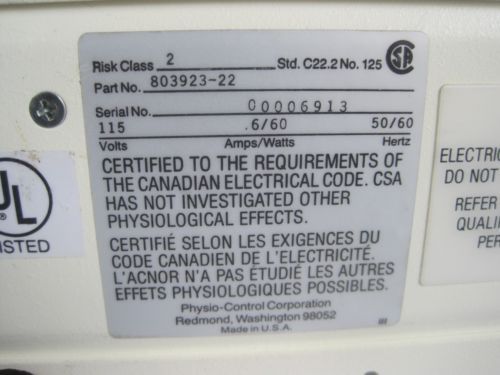 Risk Class 2 Std. C22.2 No. 125 CSA
Part No. 803923-22
Serial No. 00006913
115 .6/60 50/60
Volts Amps/Watts Hertz
CERTIFIED TO THE REQUIREMENTS OF
THE CANADIAN ELECTRICAL CODE. CSA
HAS NOT INVESTIGATED OTHER
PHYSIOLOGICAL EFFECTS.
CERTIFIÉ SELON LES EXIGENCES DU
CODE CANADIEN DE L'ELECTRICITÉ.
L'ACNOR N'A PAS ÉTUDIÉ LES AUTRES
EFFETS PHYSIOLOGIQUES POSSIBLES.
Physio-Control Corporation
Redmond, Washington 98052
Made in U.S.A.
UL
®
LISTED
ELECTRIC
DO NOT
REFER
QUALI
PER